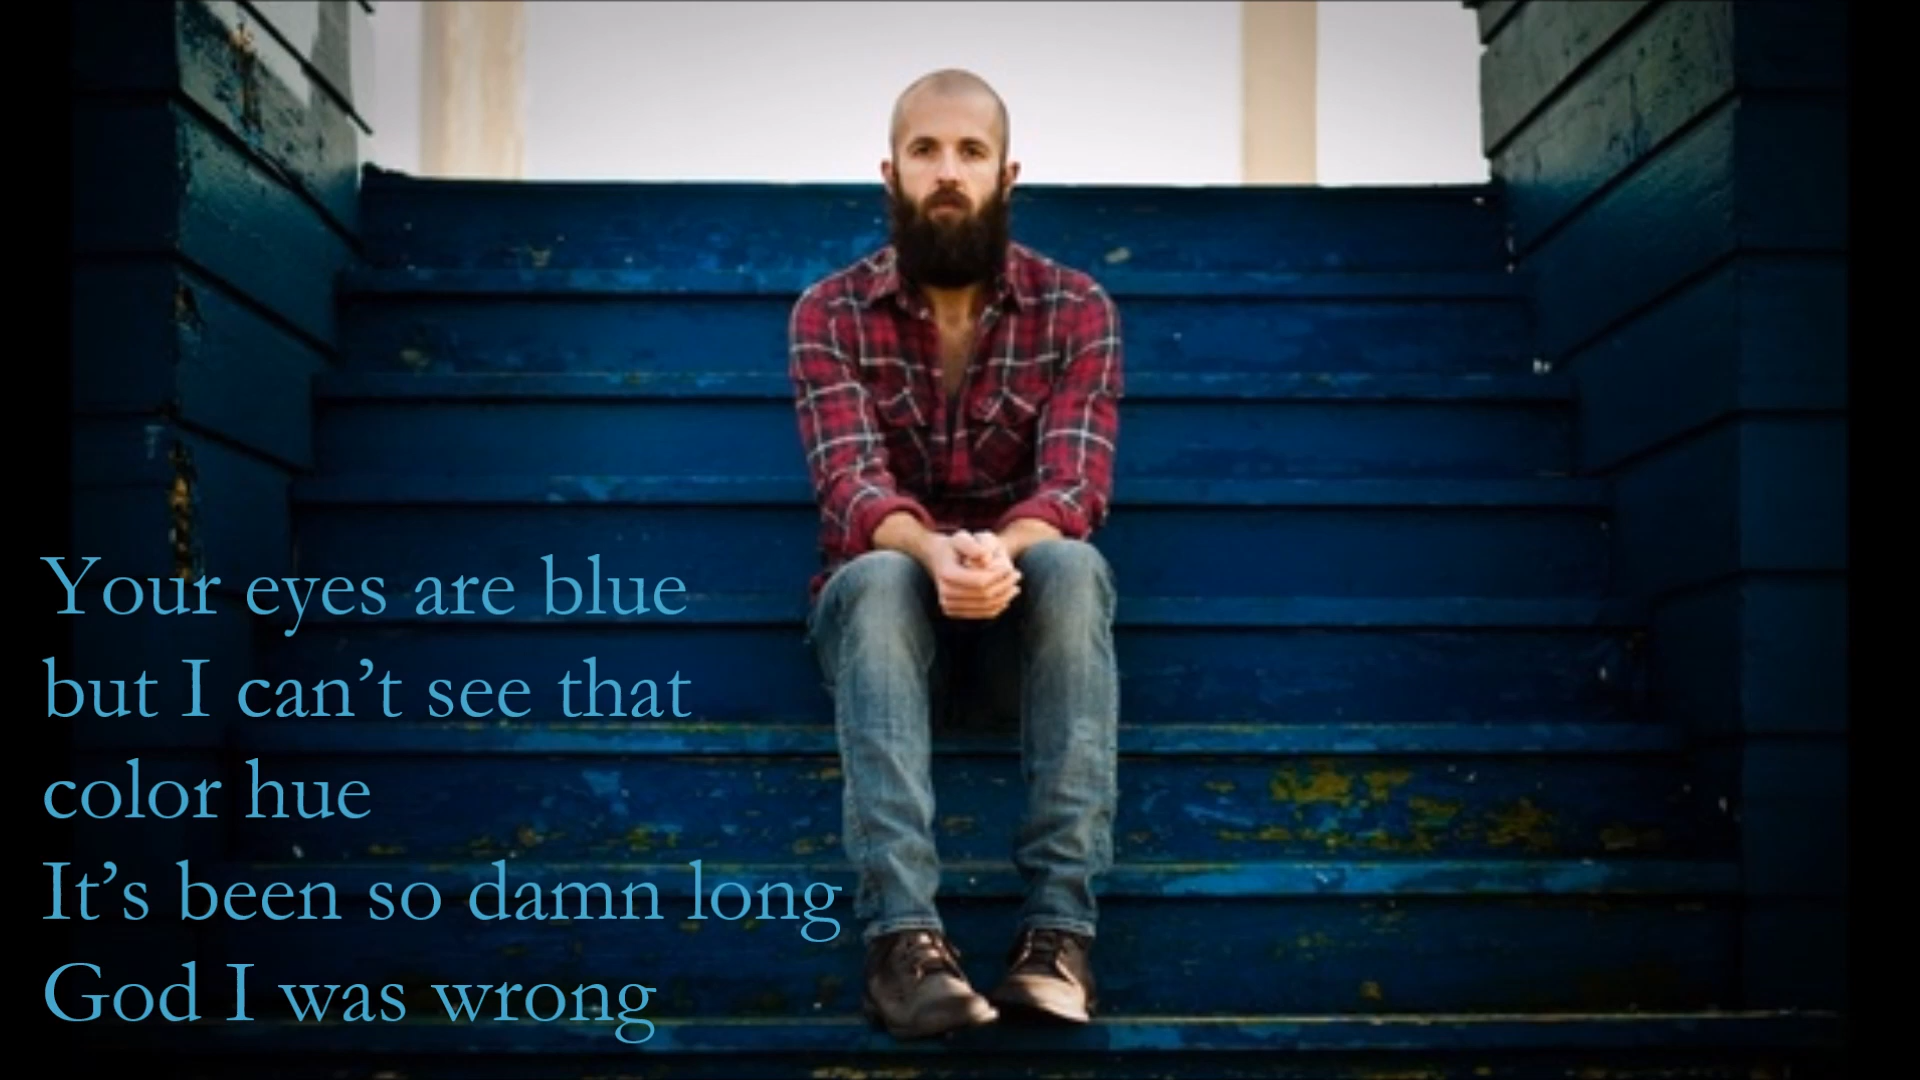 Your eyes are blue
but I can’t see that
color hue
It’s been so damn long
God I was wrong